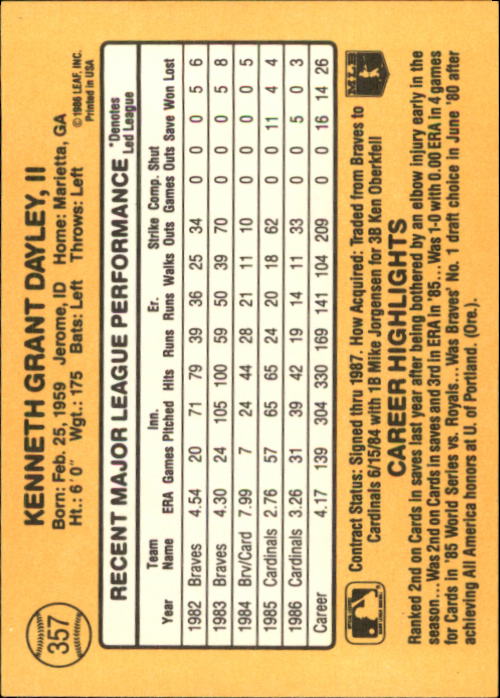 357
KENNETH GRANT DAYLEY, II
Born: Feb. 25, 1959 Jerome, ID Home: Marietta, GA
Ht.: 6'0" Wgt.: 175 Bats: Left Throws: Left
©1986 LEAF, INC.
Printed in USA
RECENT MAJOR LEAGUE PERFORMANCE
*Denotes
Led League
Team Inn. Er. Strike Comp. Shut
Year Name ERA Games Pitched Hits Runs Runs Walks Outs Games Outs Save Won Lost
1982 Braves 4.54 20 71 79 39 36 25 34 0 0 0 5 6
1983 Braves 4.30 24 105 100 59 50 39 70 0 0 0 5 8
1984 Brv/Card 7.99 7 24 44 28 21 11 10 0 0 0 0 5
1985 Cardinals 2.76 57 65 65 24 20 18 62 0 0 11 4 4
1986 Cardinals 3.26 31 39 42 19 14 11 33 0 0 5 0 3
Career 4.17 139 304 330 169 141 104 209 0 0 16 14 26
Contract Status: Signed thru 1987. How Acquired: Traded from Braves to
Cardinals 6/15/84 with 1B Mike Jorgensen for 3B Ken Oberkfell
MLB
CAREER HIGHLIGHTS
Ranked 2nd on Cards in saves last year after being bothered by an elbow injury early in the
season...Was 2nd on Cards in saves and 3rd in ERA in '85...Was 1-0 with 0.00 ERA in 4 games
for Cards in '85 World Series vs. Royals...Was Braves' No. 1 draft choice in June '80 after
achieving All America honors at U. of Portland. (Ore.).